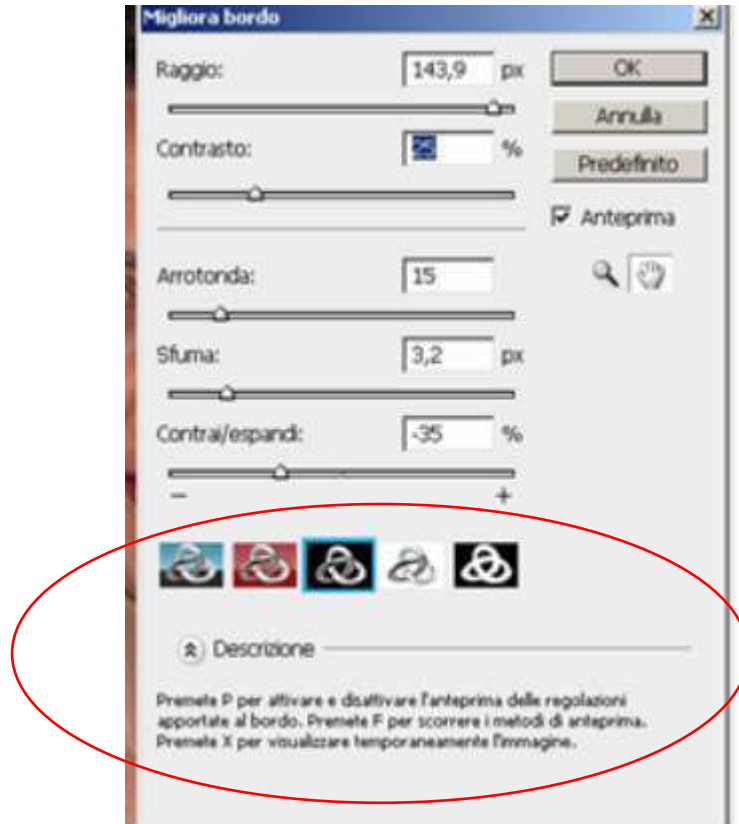 Migliora bordo
Raggio: 143,9 px
OK
Annulla
Contrasto: 25 %
Predefinito
Anteprima
Arrotonda: 15
Sfuma: 3,2 px
Contrai/espandi: -35 %
- +
Descrizione
Premete P per attivare e disattivare l'anteprima delle regolazioni
apportate al bordo. Premete F per scorrere i metodi di anteprima.
Premete X per visualizzare temporaneamente l'immagine.